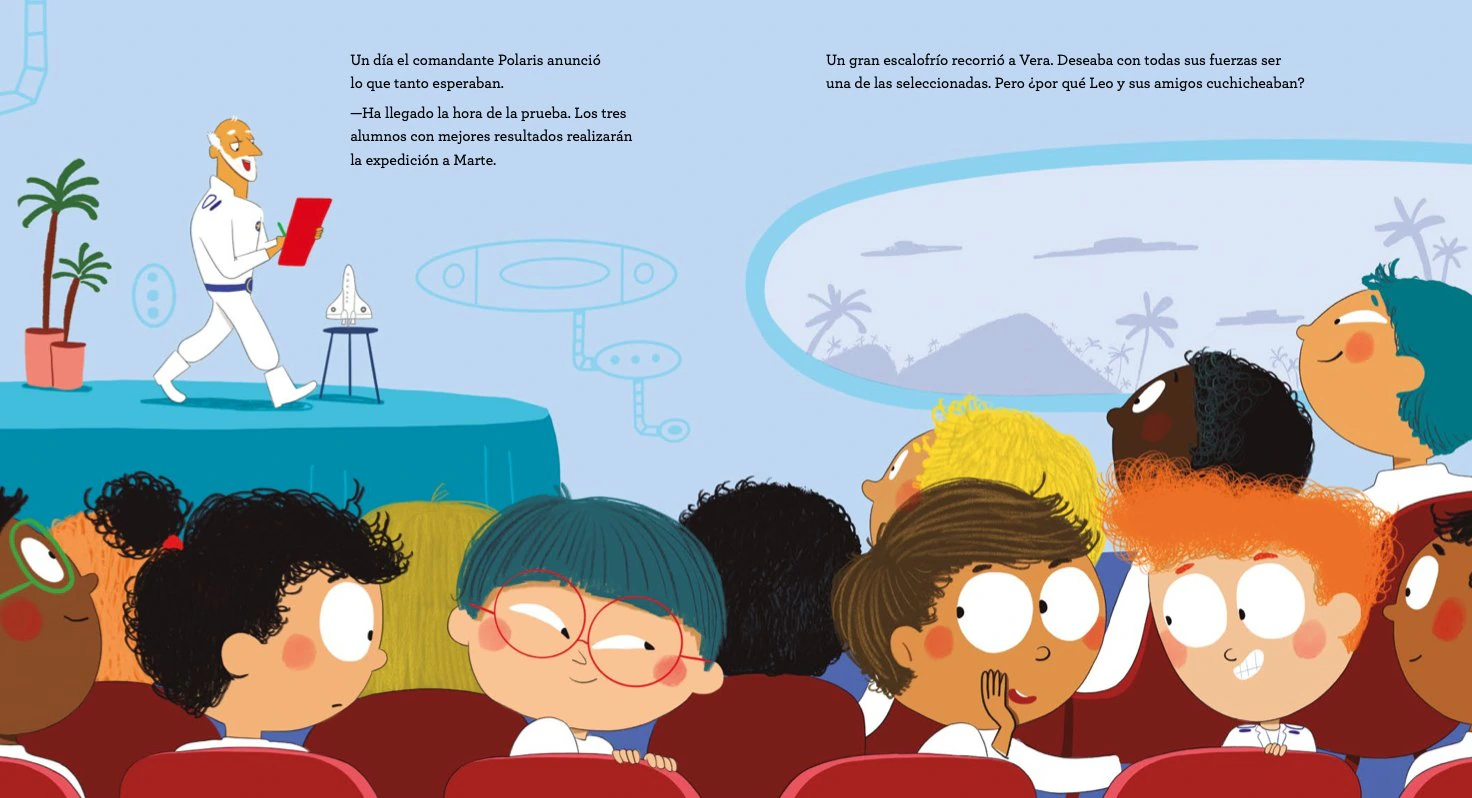 Un día el comandante Polaris anunció
lo que tanto esperaban.
—Ha llegado la hora de la prueba. Los tres
alumnos con mejores resultados realizarán
la expedición a Marte.
Un gran escalofrío recorrió a Vera. Deseaba con todas sus fuerzas ser
una de las seleccionadas. Pero ¿por qué Leo y sus amigos cuchicheaban?